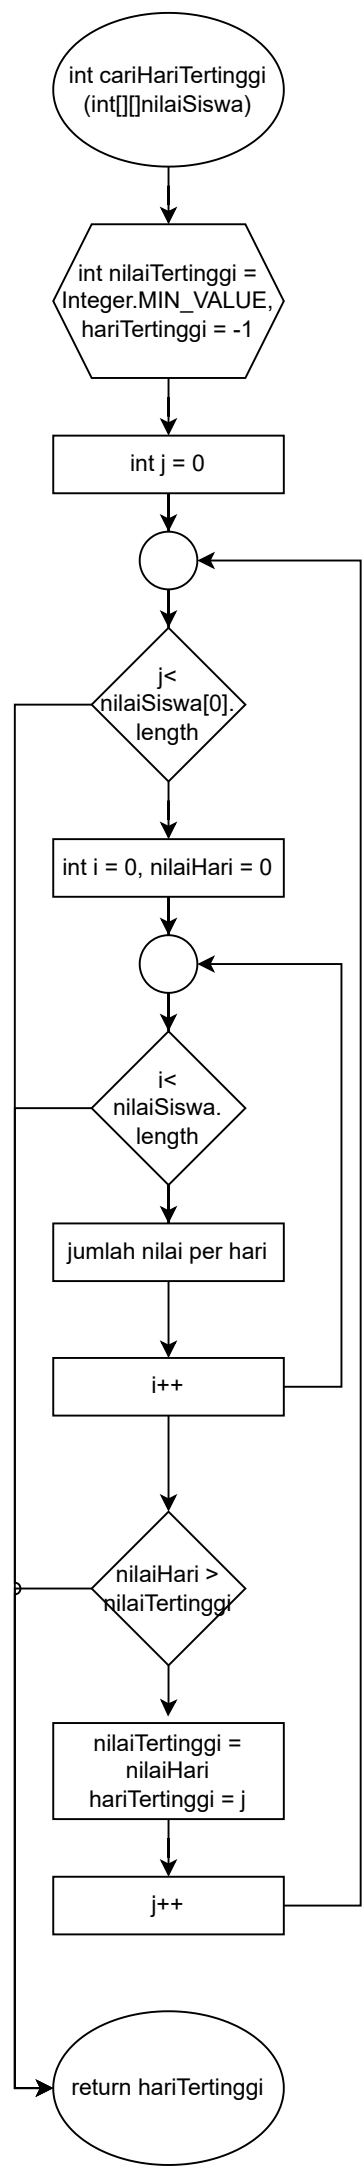 int cariHariTertinggi
(int[][]nilaiSiswa)
int nilaiTertinggi =
Integer.MIN_VALUE,
hariTertinggi = -1
int j = 0
j<
nilaiSiswa[0].
length
int i = 0, nilaiHari = 0
i<
nilaiSiswa.
length
jumlah nilai per hari
i++
nilaiHari >
nilaiTertinggi
nilaiTertinggi =
nilaiHari
hariTertinggi = j
j++
return hariTertinggi